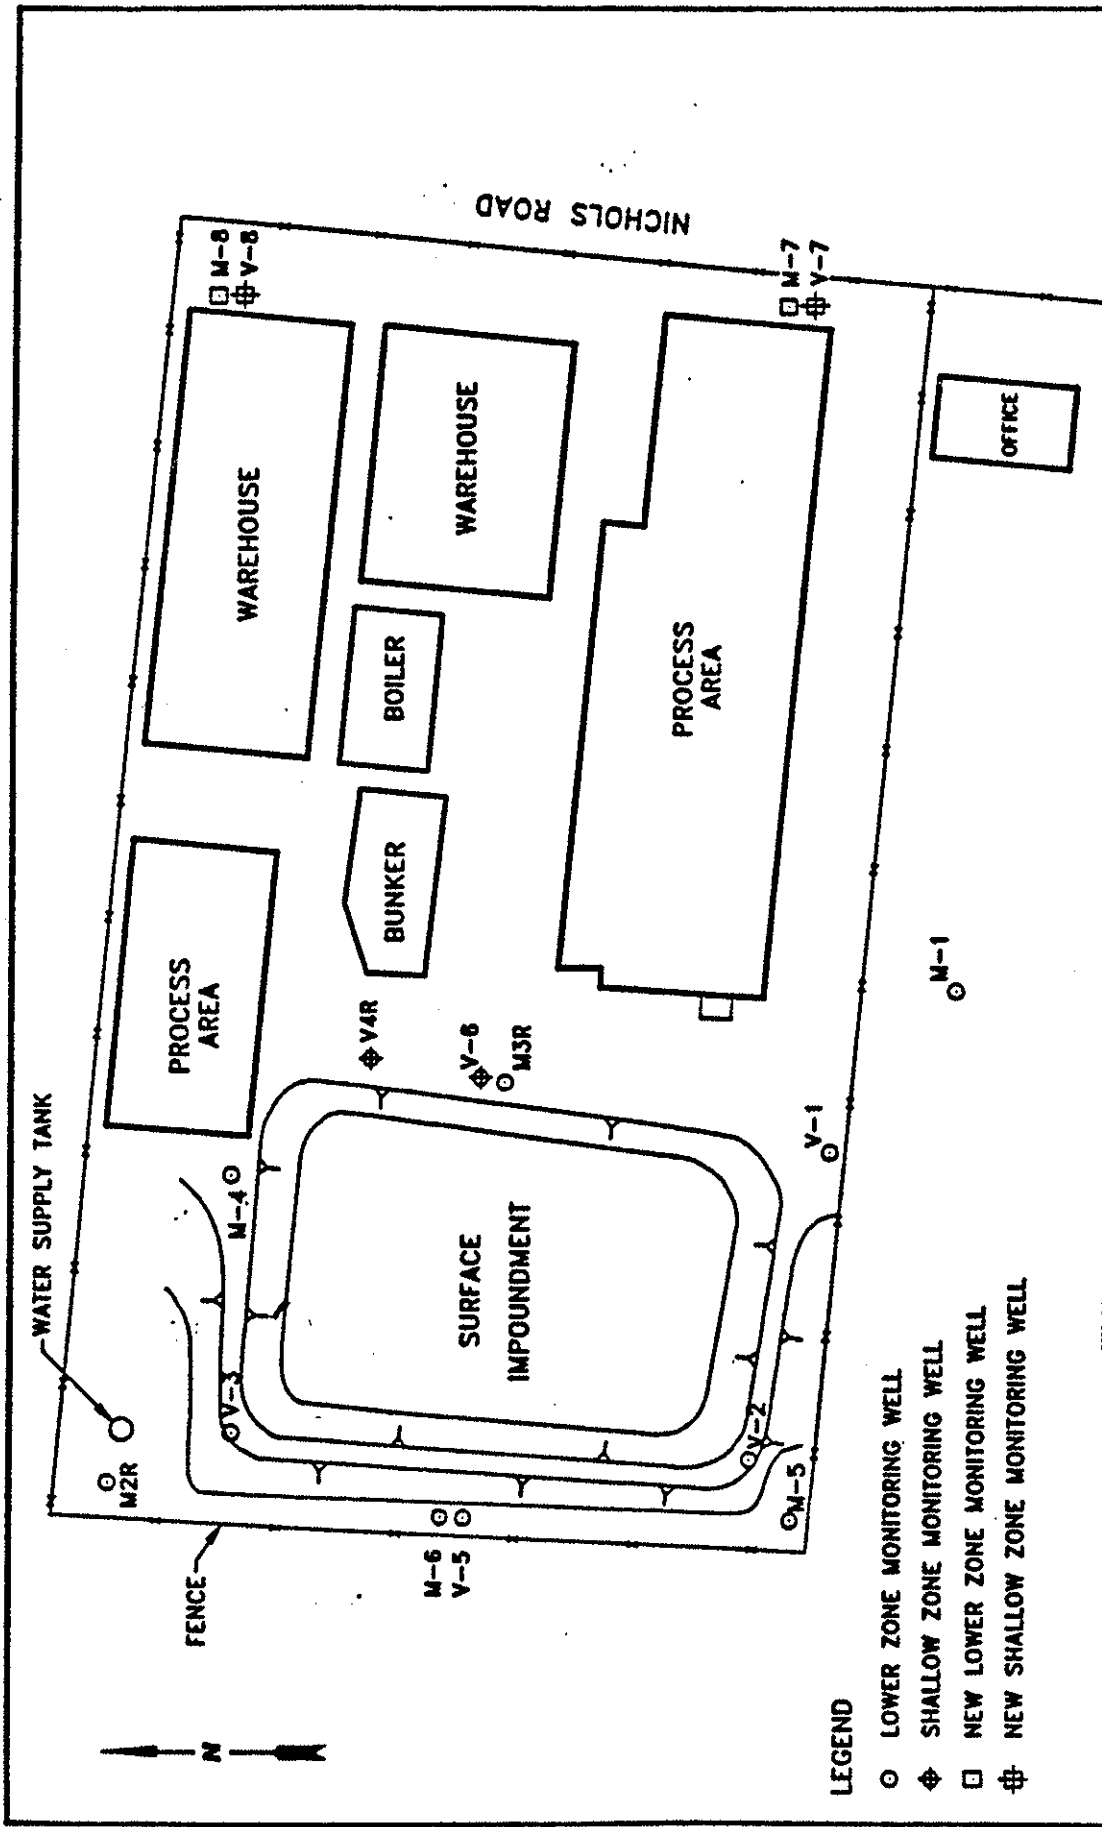 WATER SUPPLY TANK
M2R
FENCE
M-6
V-5
V-3
M-4
PROCESS
AREA
WAREHOUSE
M-8
V-8
NICHOLS ROAD
BUNKER
BOILER
WAREHOUSE
V4R
V-6
M3R
SURFACE
IMPOUNDMENT
PROCESS
AREA
M-7
V-7
V-2
M-5
V-1
M-1
OFFICE
N
LEGEND
LOWER ZONE MONITORING WELL
SHALLOW ZONE MONITORING WELL
NEW LOWER ZONE MONITORING WELL
NEW SHALLOW ZONE MONITORING WELL